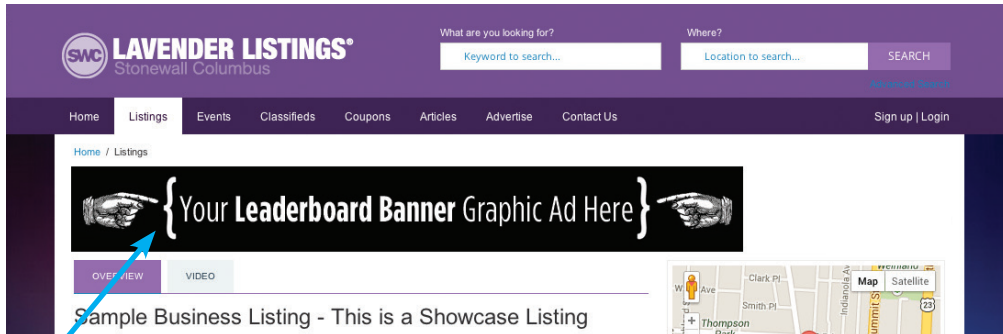 What are you looking for?
Where?
SWC LAVENDER LISTINGS®
Stonewall Columbus
Keyword to search...
Location to search...
SEARCH
Advanced Search
Home Listings Events Classifieds Coupons Articles Advertise Contact Us Sign up | Login
Home / Listings
{Your Leaderboard Banner Graphic Ad Here}
OVERVIEW VIDEO
Sample Business Listing - This is a Showcase Listing
Clark Pl
Map Satellite
W Ave
Smith Pl
Indianola Av
Summit S
23
Thompson
Park